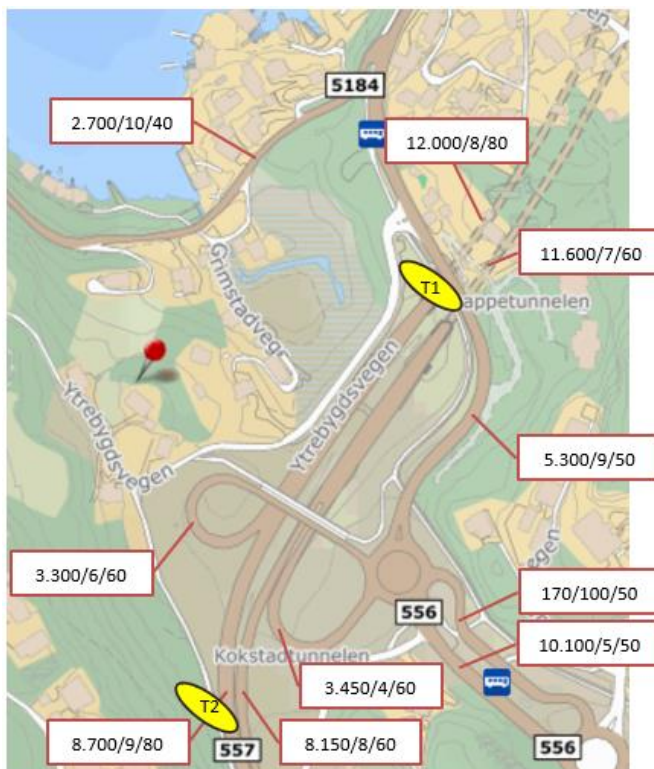 5184
2.700/10/40
12.000/8/80
11.600/7/60
T1
appetunnelen
Grimstadvegr
Ytrebygdsvegen
Ytrebygdsvegen
5.300/9/50
3.300/6/60
170/100/50
556
10.100/5/50
Kokstadtunnelen
3.450/4/60
T2
8.700/9/80
557
8.150/8/60
556